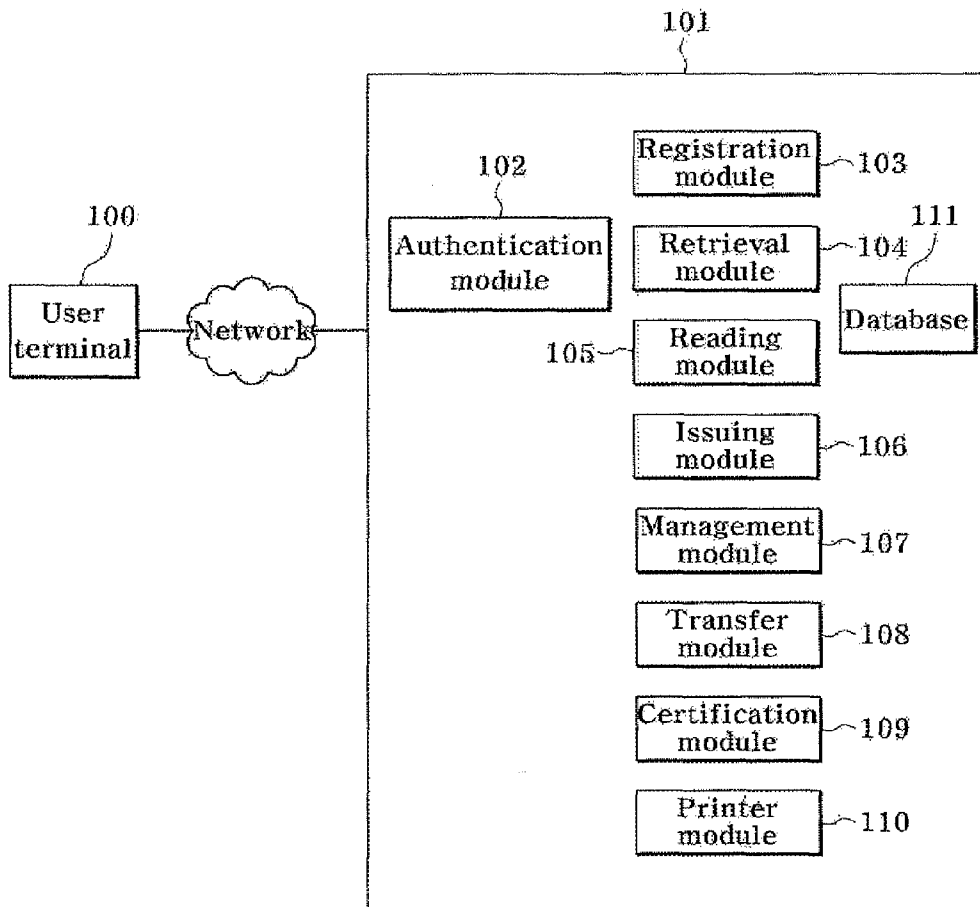 101
Registration
module
103
102
Authentication
module
100
User
terminal
Network
Retrieval
module
104
111
Database
105
Reading
module
Issuing
module
106
Management
module
107
Transfer
module
108
Certification
module
109
Printer
module
110